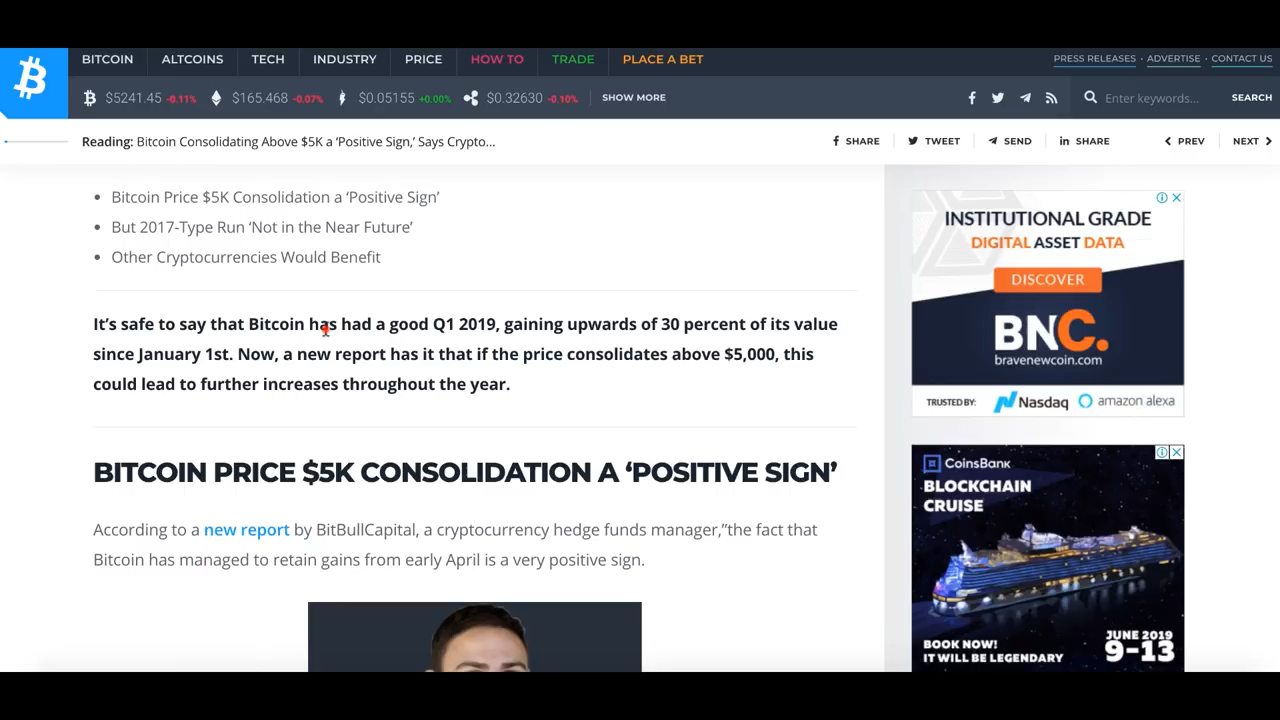 BITCOIN ALTCOINS TECH INDUSTRY PRICE HOW TO TRADE PLACE A BET PRESS RELEASES · ADVERTISE · CONTACT US
$5241.45 -0.11% $165.468 -0.07% $0.05155 +0.00% $0.32630 -0.10% SHOW MORE Enter keywords... SEARCH
Reading: Bitcoin Consolidating Above $5K a ‘Positive Sign,’ Says Crypto... SHARE TWEET SEND SHARE PREV NEXT
• Bitcoin Price $5K Consolidation a ‘Positive Sign’
• But 2017-Type Run ‘Not in the Near Future’
• Other Cryptocurrencies Would Benefit
It’s safe to say that Bitcoin has had a good Q1 2019, gaining upwards of 30 percent of its value
since January 1st. Now, a new report has it that if the price consolidates above $5,000, this
could lead to further increases throughout the year.
BITCOIN PRICE $5K CONSOLIDATION A ‘POSITIVE SIGN’
According to a new report by BitBullCapital, a cryptocurrency hedge funds manager,”the fact that
Bitcoin has managed to retain gains from early April is a very positive sign.
INSTITUTIONAL GRADE
DIGITAL ASSET DATA
DISCOVER
BNC.
bravenewcoin.com
TRUSTED BY: Nasdaq amazon alexa
CoinsBank
BLOCKCHAIN
CRUISE
BOOK NOW!
IT WILL BE LEGENDARY
JUNE 2019
9-13